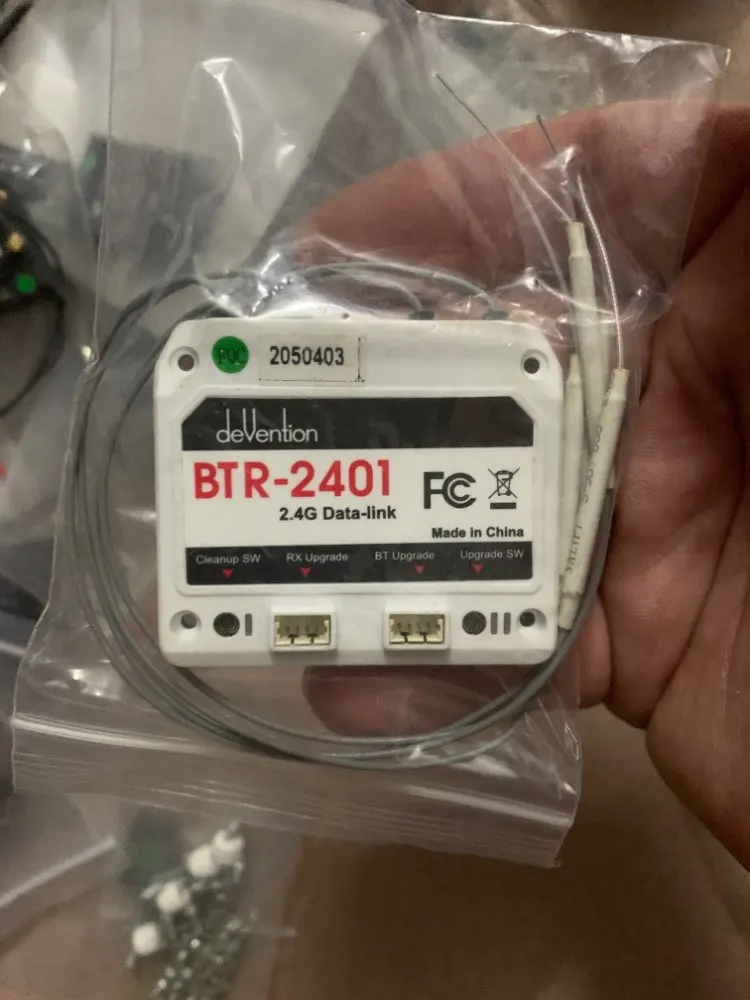 PQC
2050403
deVention
BTR-2401
2.4G Data-link
FC
Made in China
Cleanup SW RX Upgrade BT Upgrade Upgrade SW